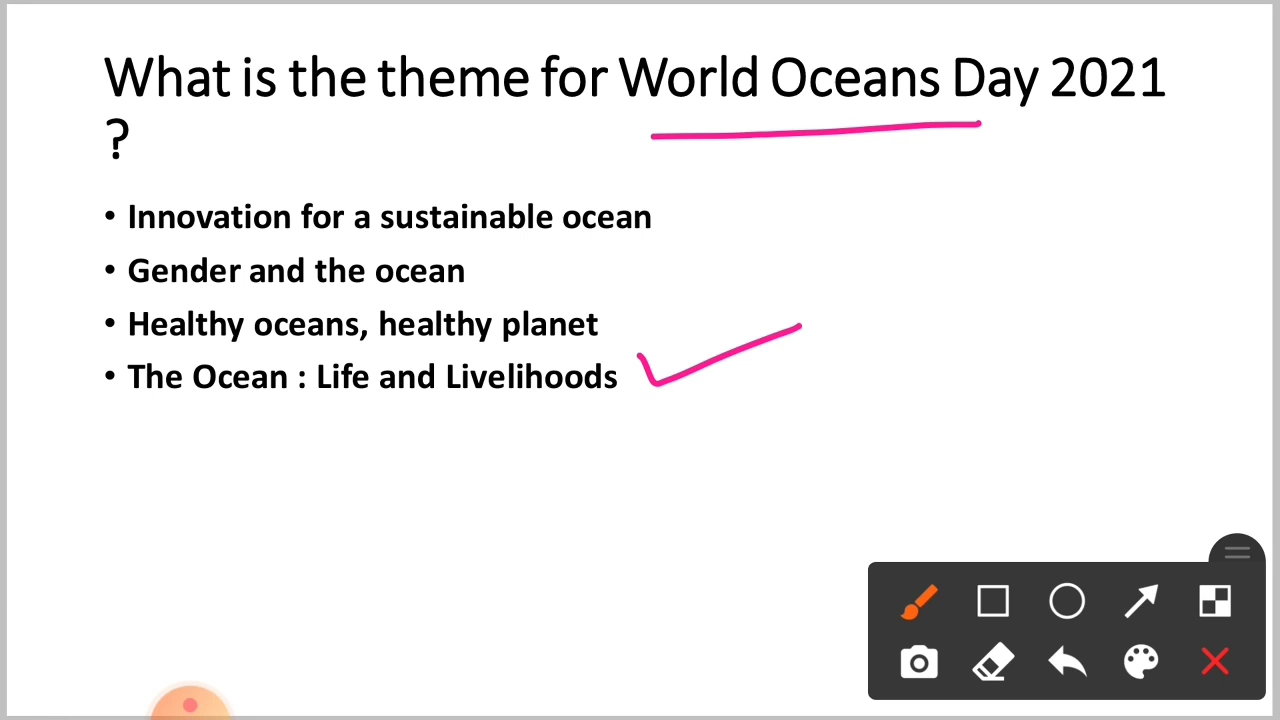 What is the theme for World Oceans Day 2021
?
• Innovation for a sustainable ocean
• Gender and the ocean
• Healthy oceans, healthy planet
• The Ocean : Life and Livelihoods